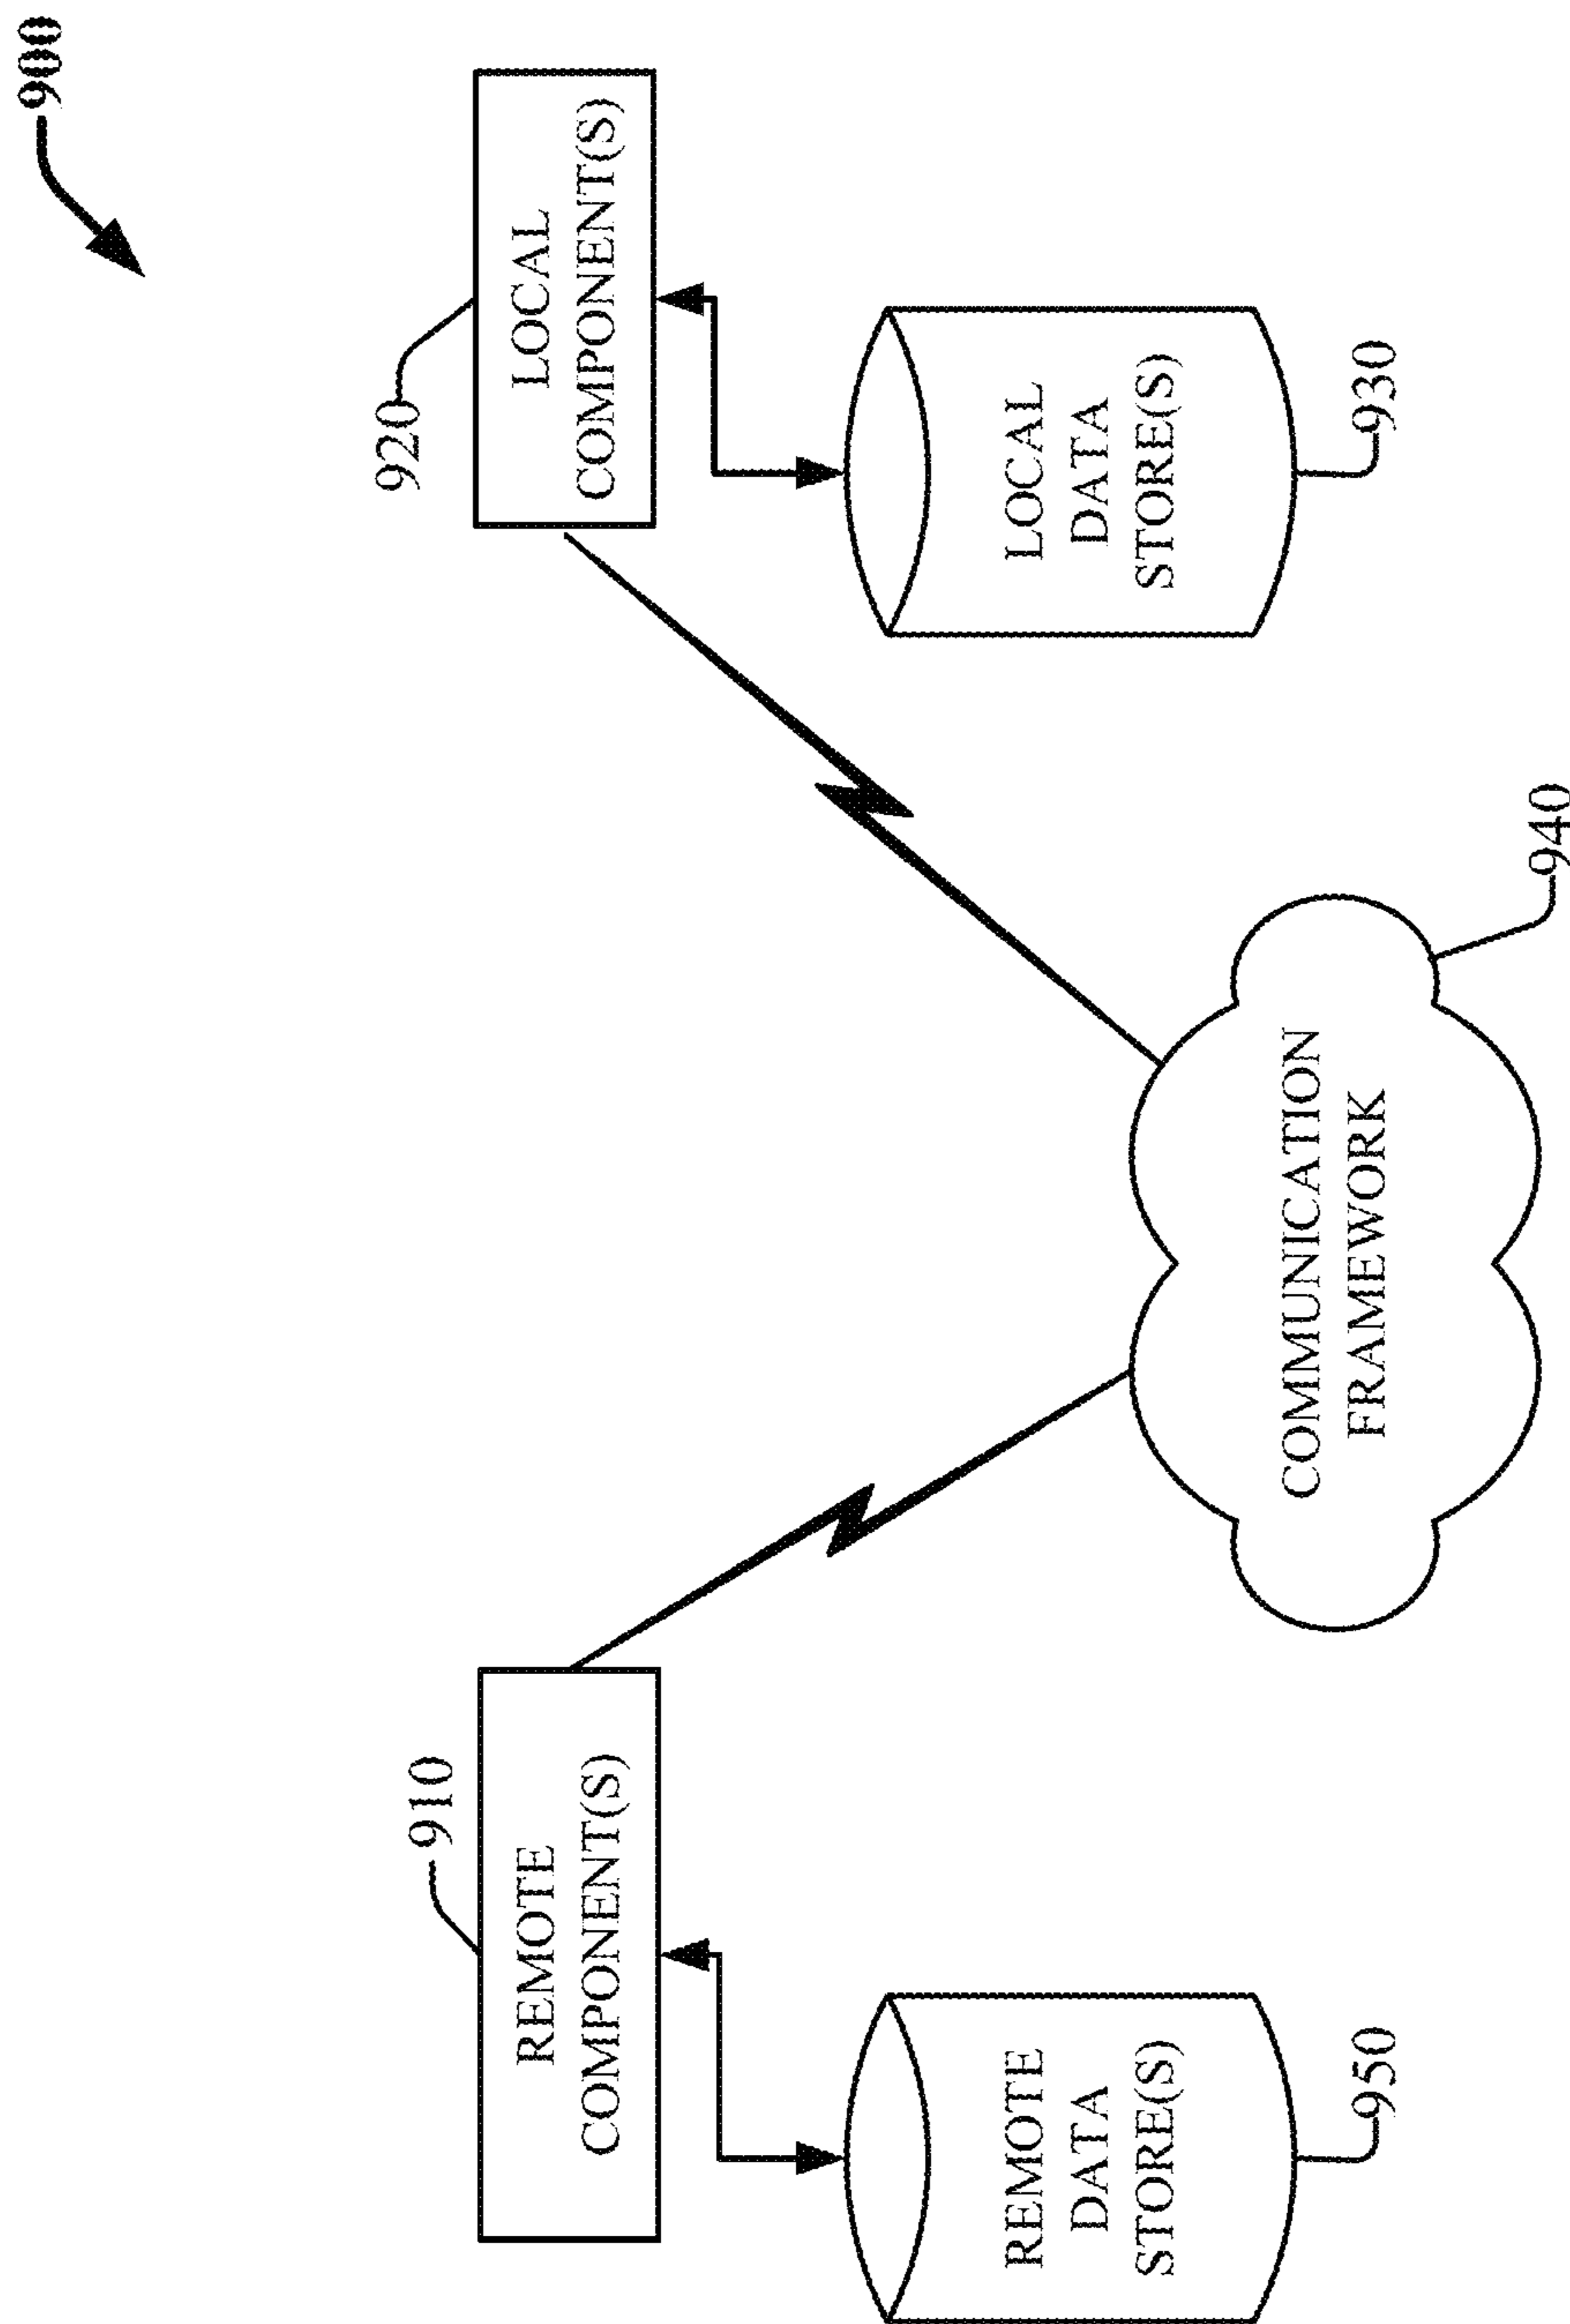 900
910
REMOTE
COMPONENT(S)
920
LOCAL
COMPONENT(S)
REMOTE
DATA
STORE(S)
950
LOCAL
DATA
STORE(S)
930
COMMUNICATION
FRAMEWORK
940